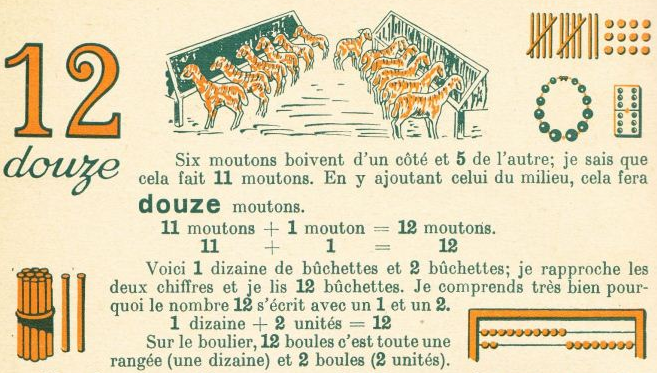 12
douze
Six moutons boivent d'un côté et 5 de l'autre; je sais que
cela fait 11 moutons. En y ajoutant celui du milieu, cela fera
douze moutons.
11 moutons + 1 mouton = 12 moutons.
11 + 1 = 12
Voici 1 dizaine de bûchettes et 2 bûchettes; je rapproche les
deux chiffres et je lis 12 bûchettes. Je comprends très bien pour-
quoi le nombre 12 s'écrit avec un 1 et un 2.
1 dizaine + 2 unités = 12
Sur le boulier, 12 boules c'est toute une
rangée (une dizaine) et 2 boules (2 unités).